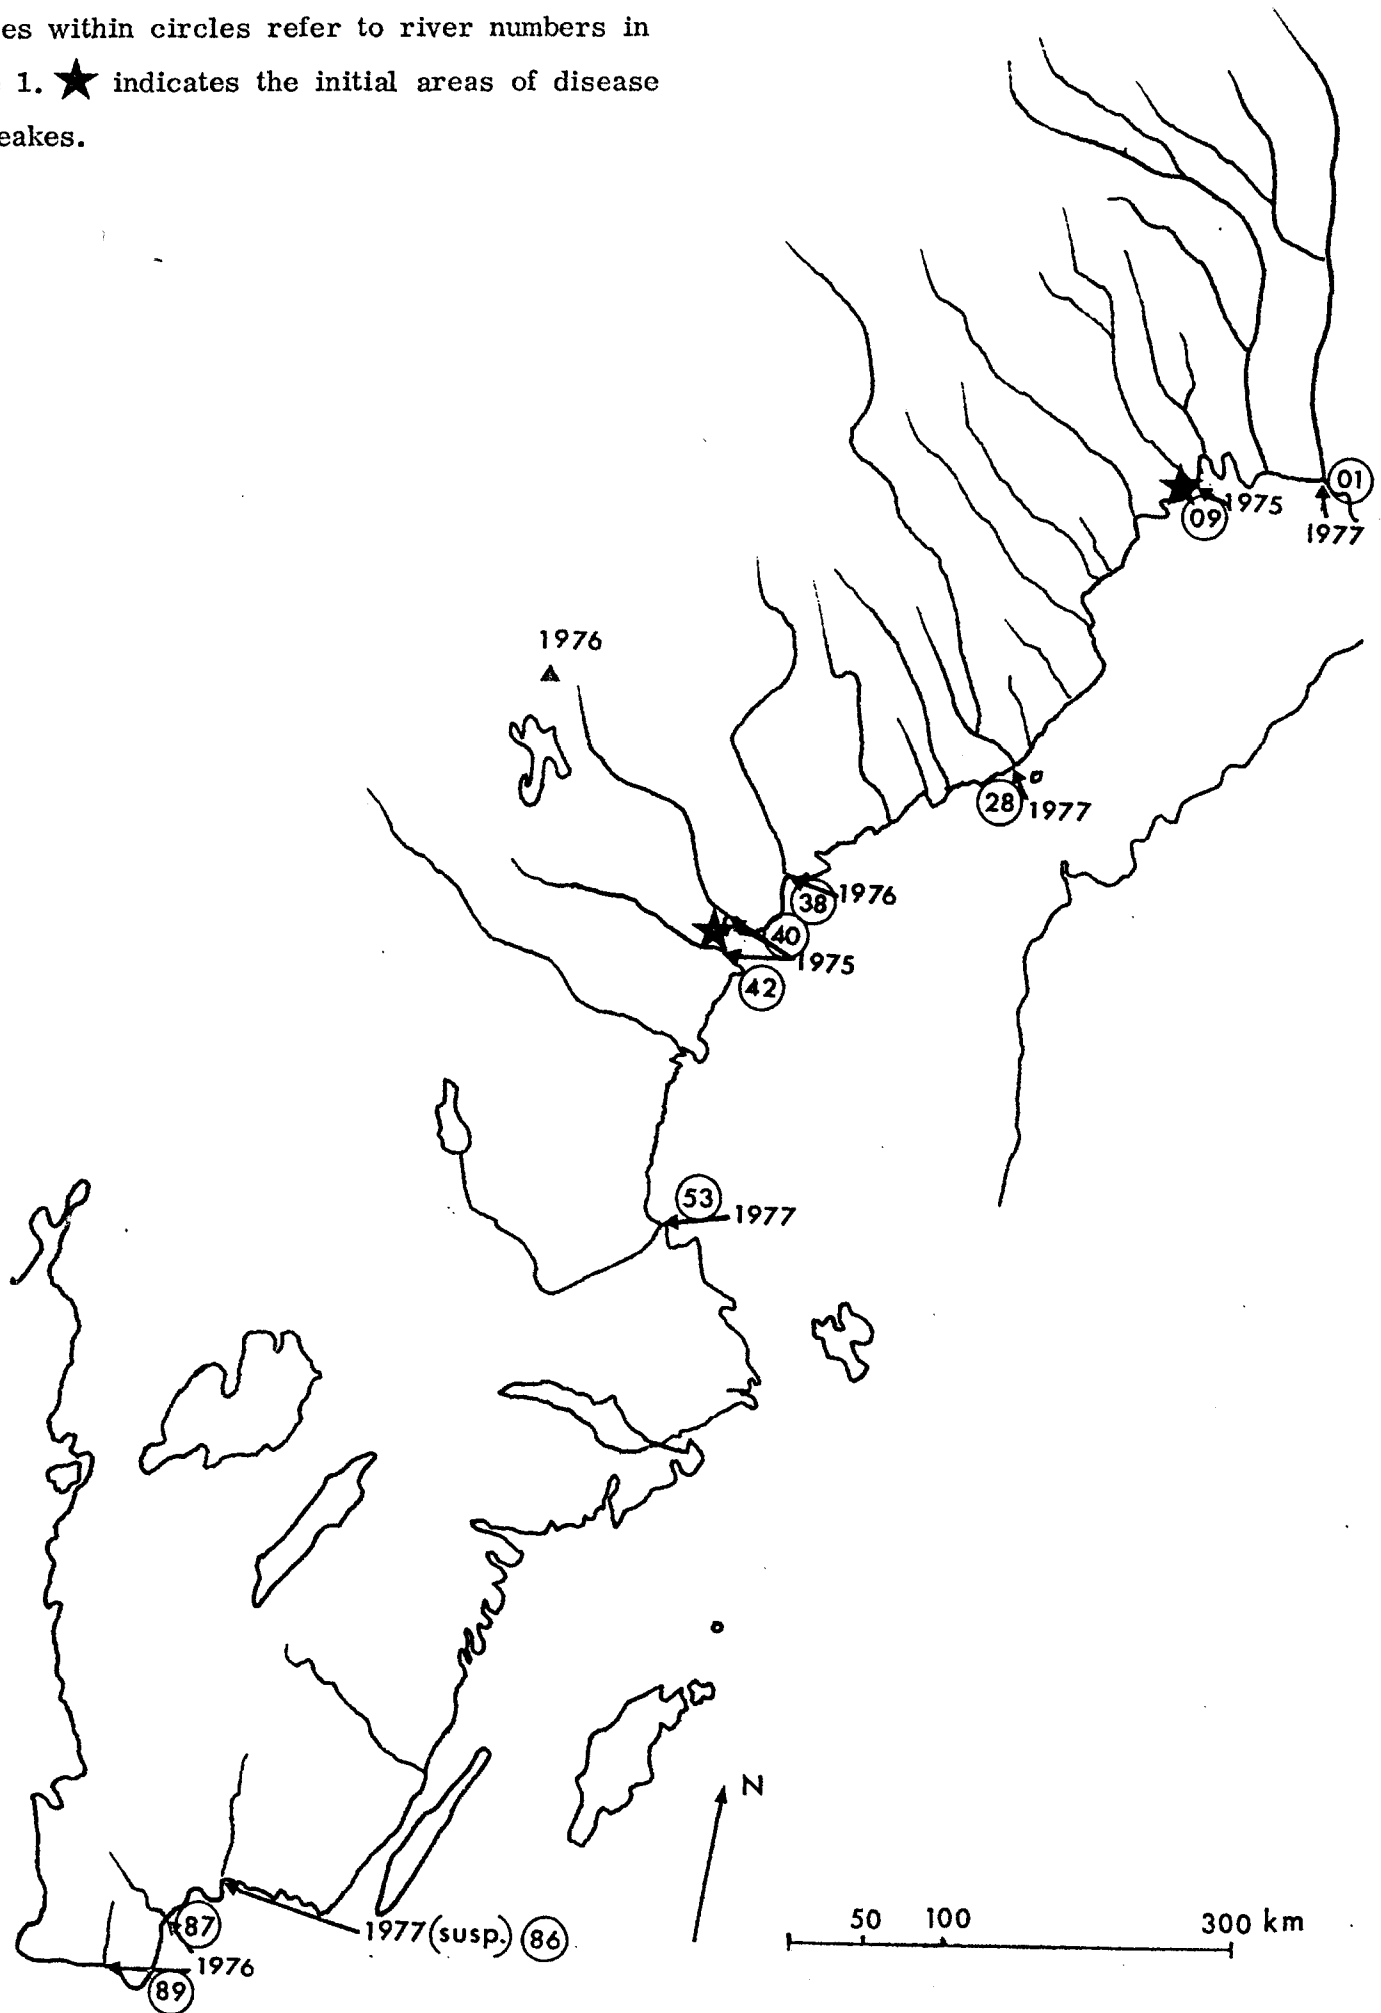 es within circles refer to river numbers in
1. ★ indicates the initial areas of disease
eakes.
01
1975
09
1977
1976
28
1977
1976
38
40
1975
42
53
1977
N
50 100 300 km
87
1977(susp.) 86
1976
89